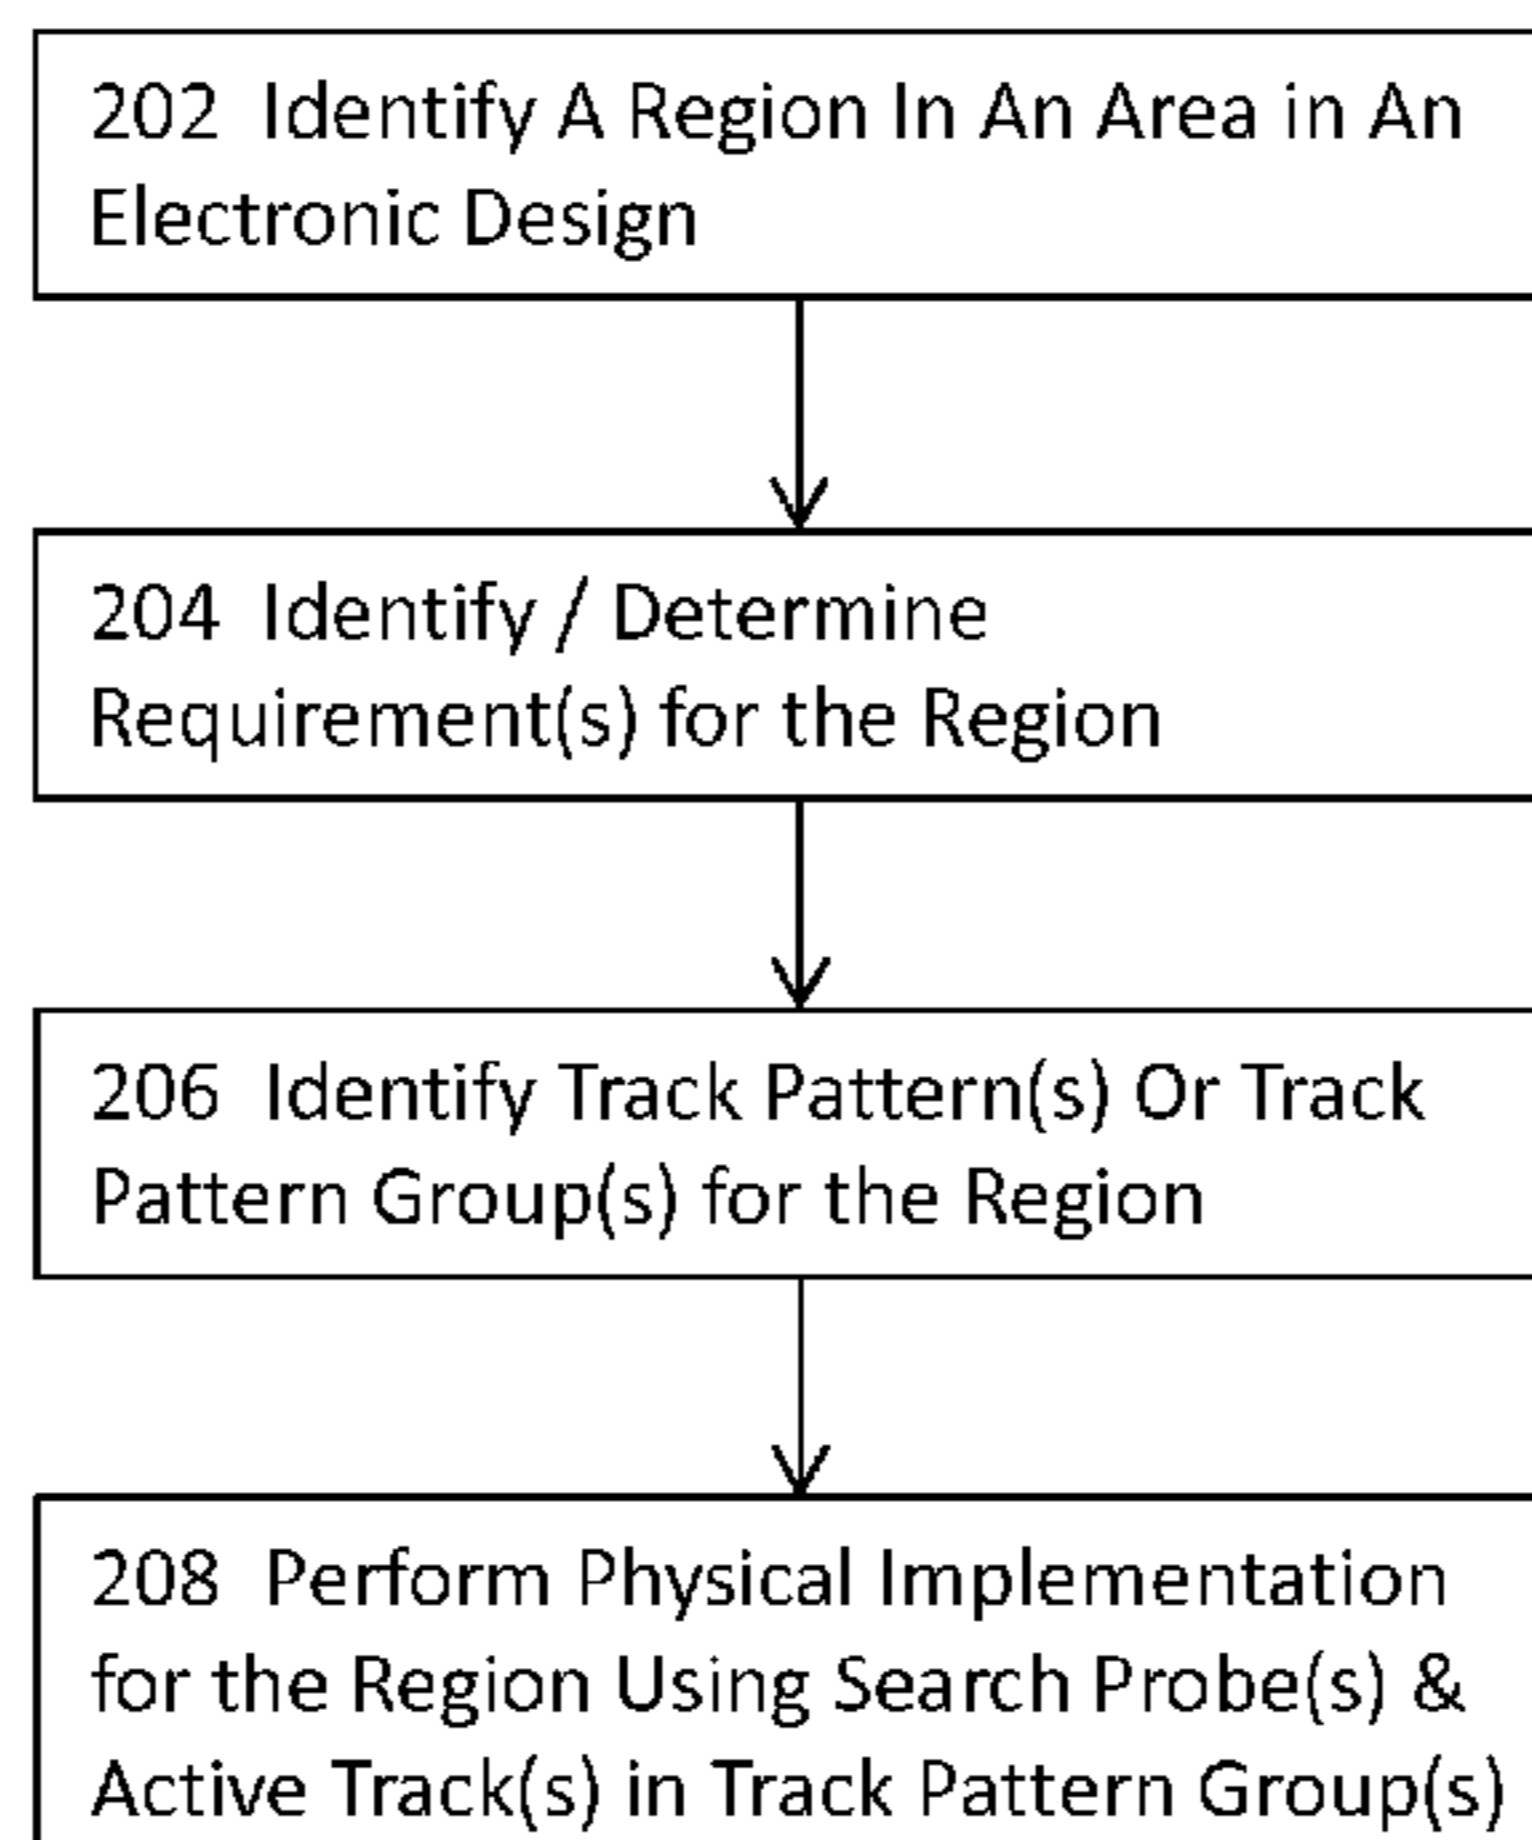 202 Identify A Region In An Area in An
Electronic Design
204 Identify / Determine
Requirement(s) for the Region
206 Identify Track Pattern(s) Or Track
Pattern Group(s) for the Region
208 Perform Physical Implementation
for the Region Using Search Probe(s) &
Active Track(s) in Track Pattern Group(s)